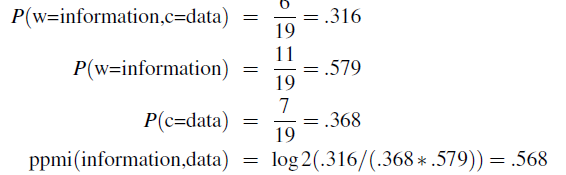 P(w=information,c=data) = 6/19 = .316
P(w=information) = 11/19 = .579
P(c=data) = 7/19 = .368
ppmi(information,data) = log2(.316/(.368∗.579)) = .568